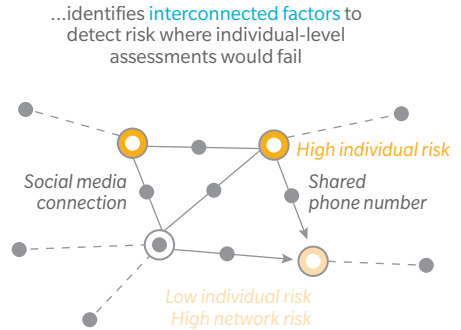 ...identifies interconnected factors to
detect risk where individual-level
assessments would fail
High individual risk
Social media
connection
Shared
phone number
Low individual risk
High network risk